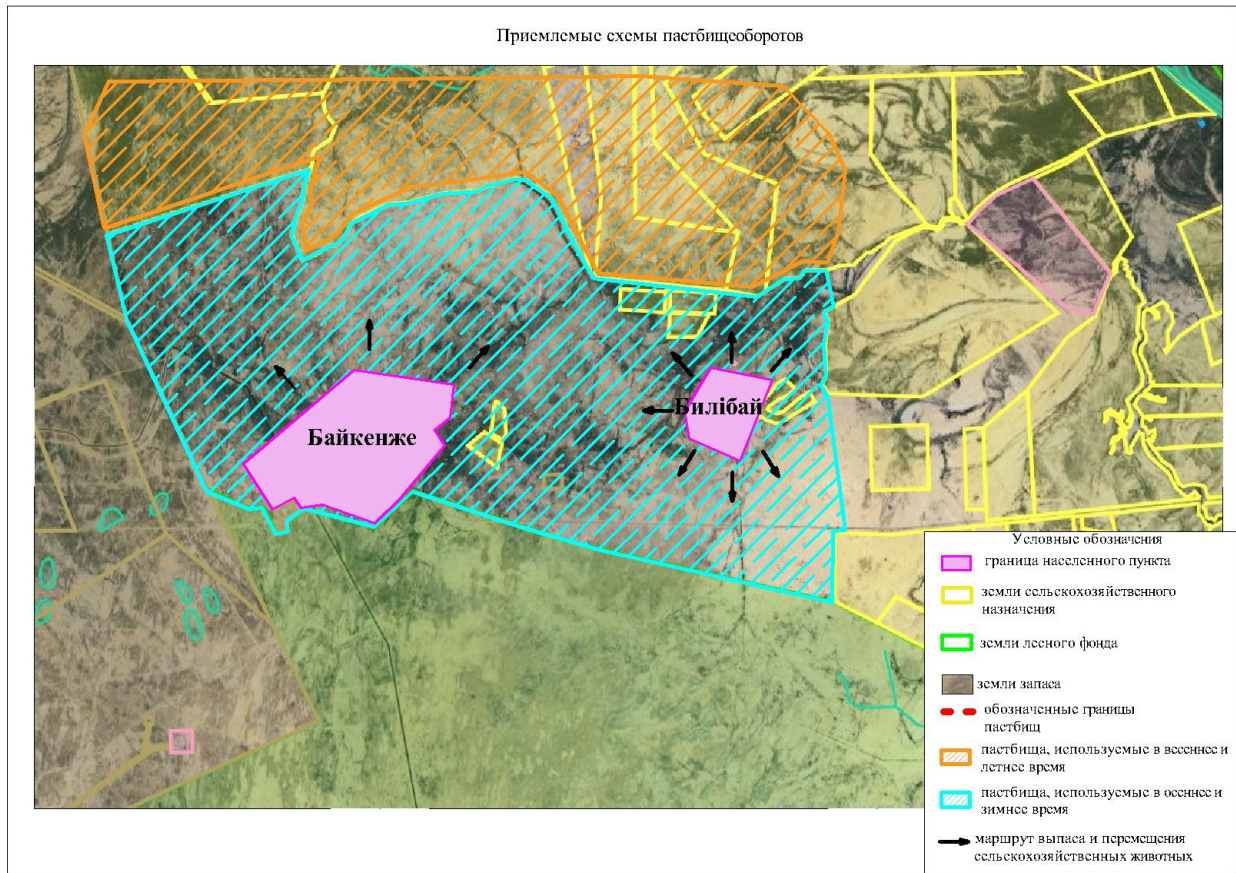 Приемлемые схемы пастбищеоборотов
Байкенже
Билібай
Условные обозначения
граница населенного пункта
земли сельскохозяйственного
назначения
земли лесного фонда
земли запаса
обозначенные границы
пастбищ
пастбища, используемые в весеннее и
летнее время
пастбища, используемые в осеннее и
зимнее время
маршрут выпаса и перемещения
сельскохозяйственных животных